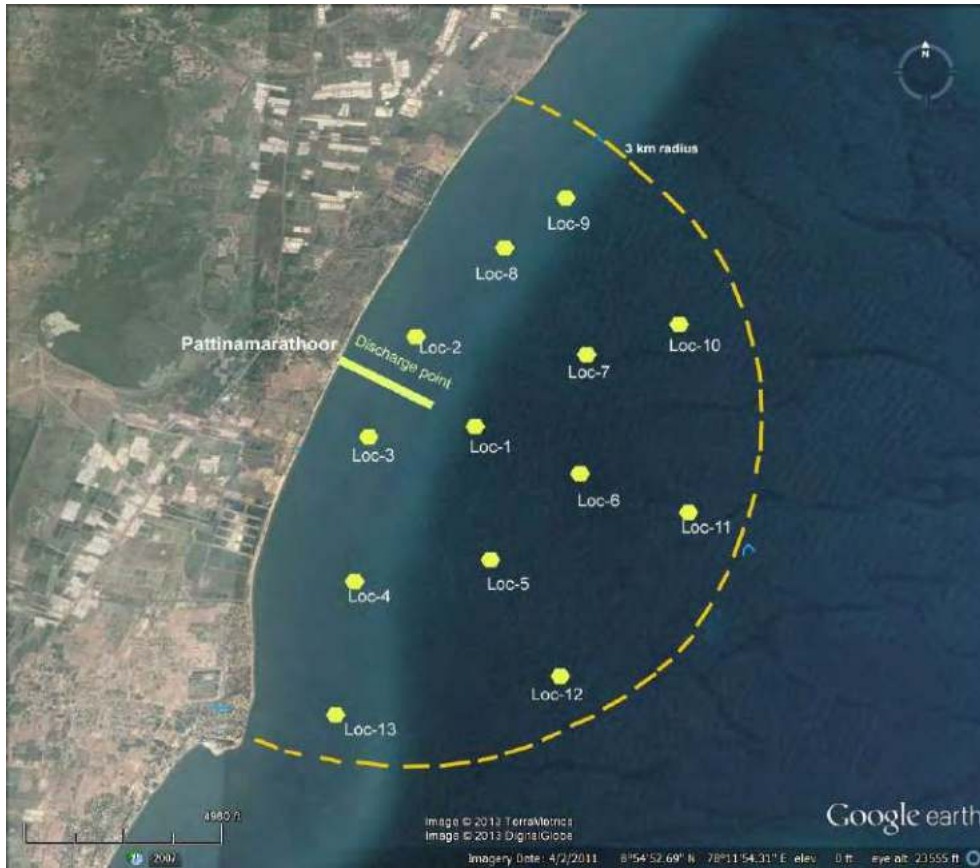 N
3 km radius
Loc-9
Loc-8
Pattinamarathoor
Loc-2
Discharge point
Loc-10
Loc-7
Loc-1
Loc-3
Loc-6
Loc-11
Loc-5
Loc-4
Loc-12
Loc-13
4960 ft
Image © 2013 TerraMetrics
Image © 2013 DigitalGlobe
Google earth
2007
Imagery Date: 4/2/2011 8°54'52.69" N 78°11'54.31" E elev 0 ft eye alt 23555 ft